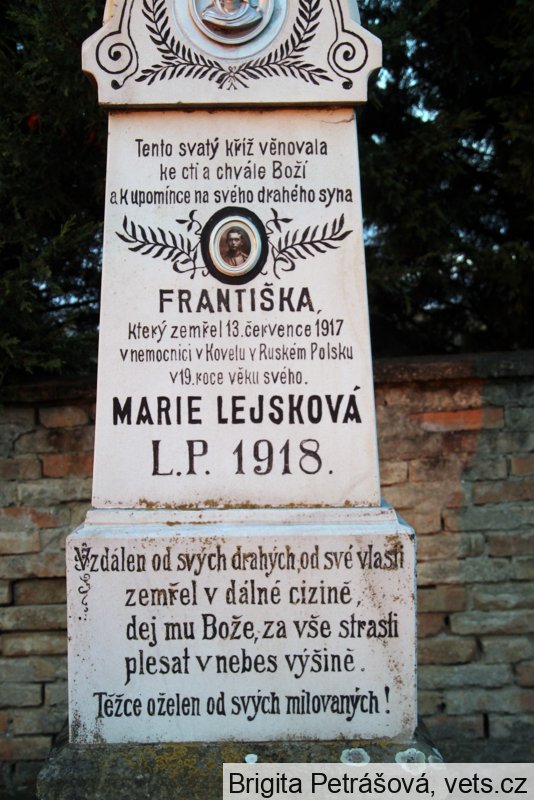 Tento svatý kříž věnovala
ke cti a chvále Boží
a k upomínce na svého drahého syna
FRANTIŠKA,
který zemřel 13. července 1917
v nemocnici v Kovelu v Ruském Polsku
v 19. roce věku svého.
MARIE LEJSKOVÁ
L.P. 1918.
Vzdálen od svých drahých, od své vlasti
zemřel v dálné cizině,
dej mu Bože, za vše strasti
plesat v nebes výšině.
Těžce oželen od svých milovaných!
Brigita Petrášová, vets.cz